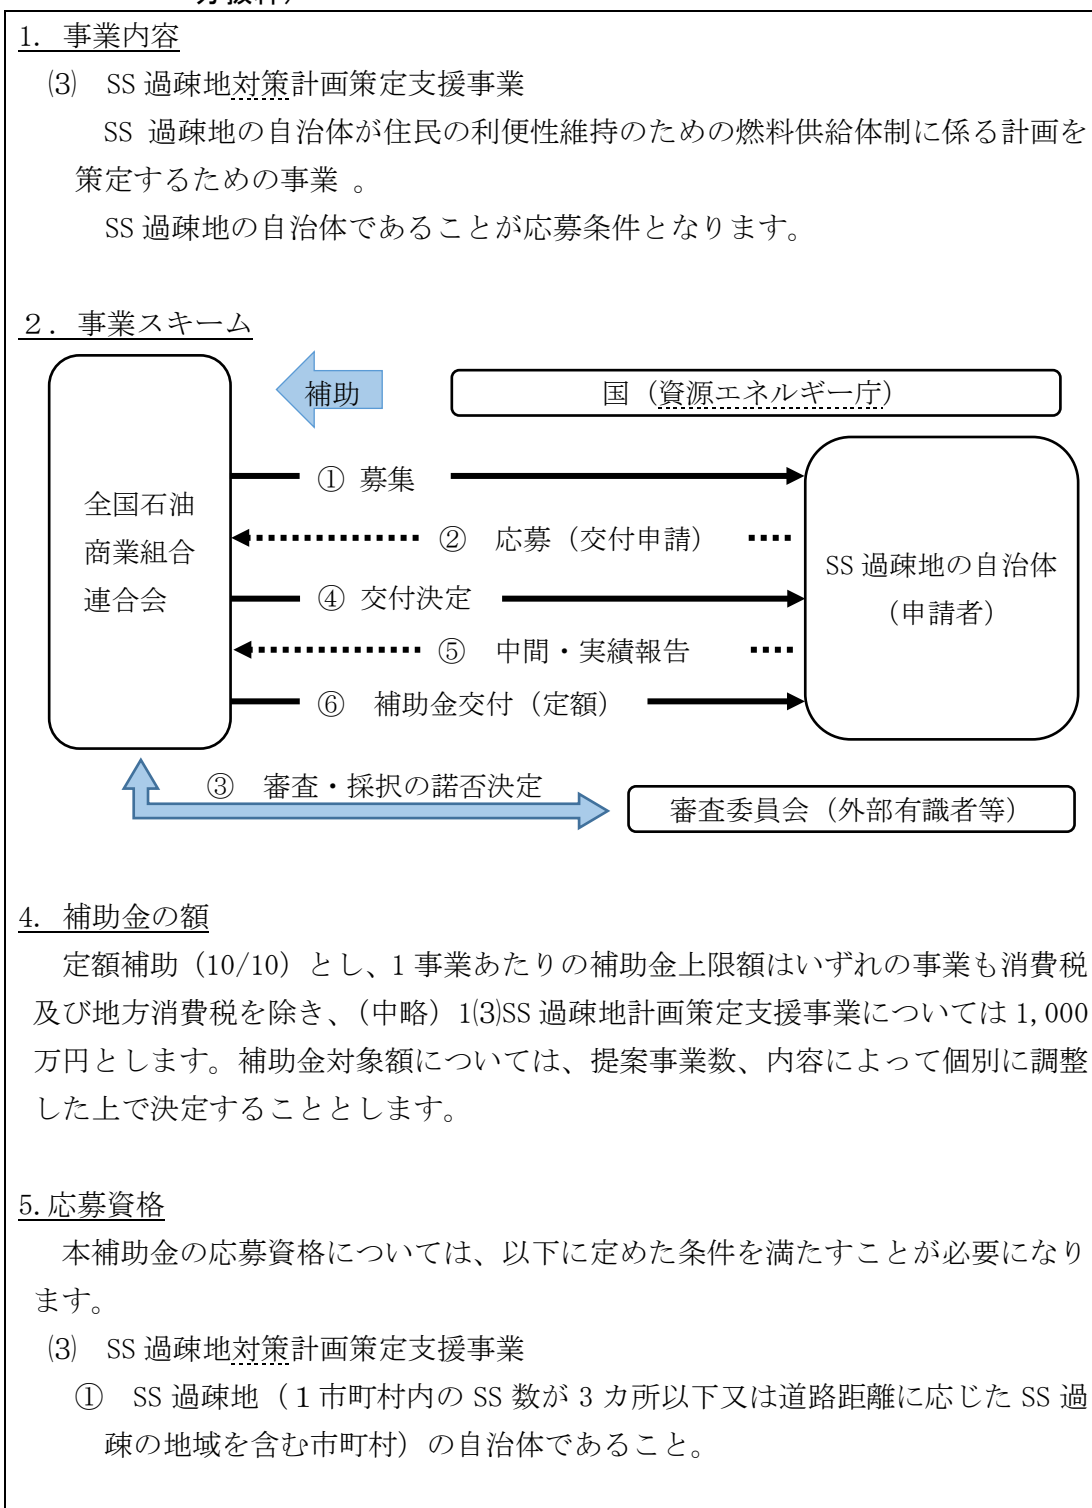 1. 事業内容
⑶ SS 過疎地対策計画策定支援事業
SS 過疎地の自治体が住民の利便性維持のための燃料供給体制に係る計画を
策定するための事業 。
SS 過疎地の自治体であることが応募条件となります。
２. 事業スキーム
補助
国（資源エネルギー庁）
全国石油
商業組合
連合会
① 募集
② 応募（交付申請）
④ 交付決定
⑤ 中間・実績報告
⑥ 補助金交付（定額）
SS 過疎地の自治体
（申請者）
③ 審査・採択の諾否決定
審査委員会（外部有識者等）
4. 補助金の額
定額補助（10/10）とし、1 事業あたりの補助金上限額はいずれの事業も消費税
及び地方消費税を除き、（中略）1⑶SS 過疎地計画策定支援事業については 1,000
万円とします。補助金対象額については、提案事業数、内容によって個別に調整
した上で決定することとします。
5.応募資格
本補助金の応募資格については、以下に定めた条件を満たすことが必要になり
ます。
⑶ SS 過疎地対策計画策定支援事業
① SS 過疎地（１市町村内の SS 数が 3 カ所以下又は道路距離に応じた SS 過
疎の地域を含む市町村）の自治体であること。